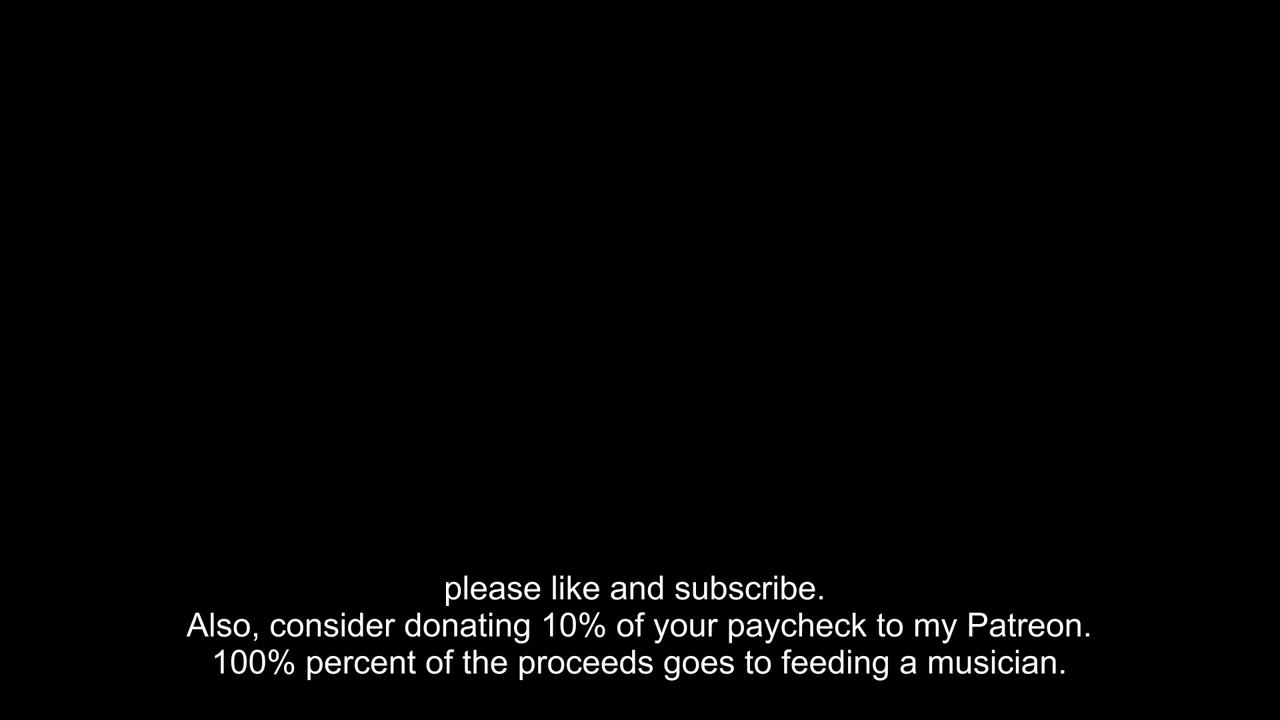 please like and subscribe.
Also, consider donating 10% of your paycheck to my Patreon.
100% percent of the proceeds goes to feeding a musician.